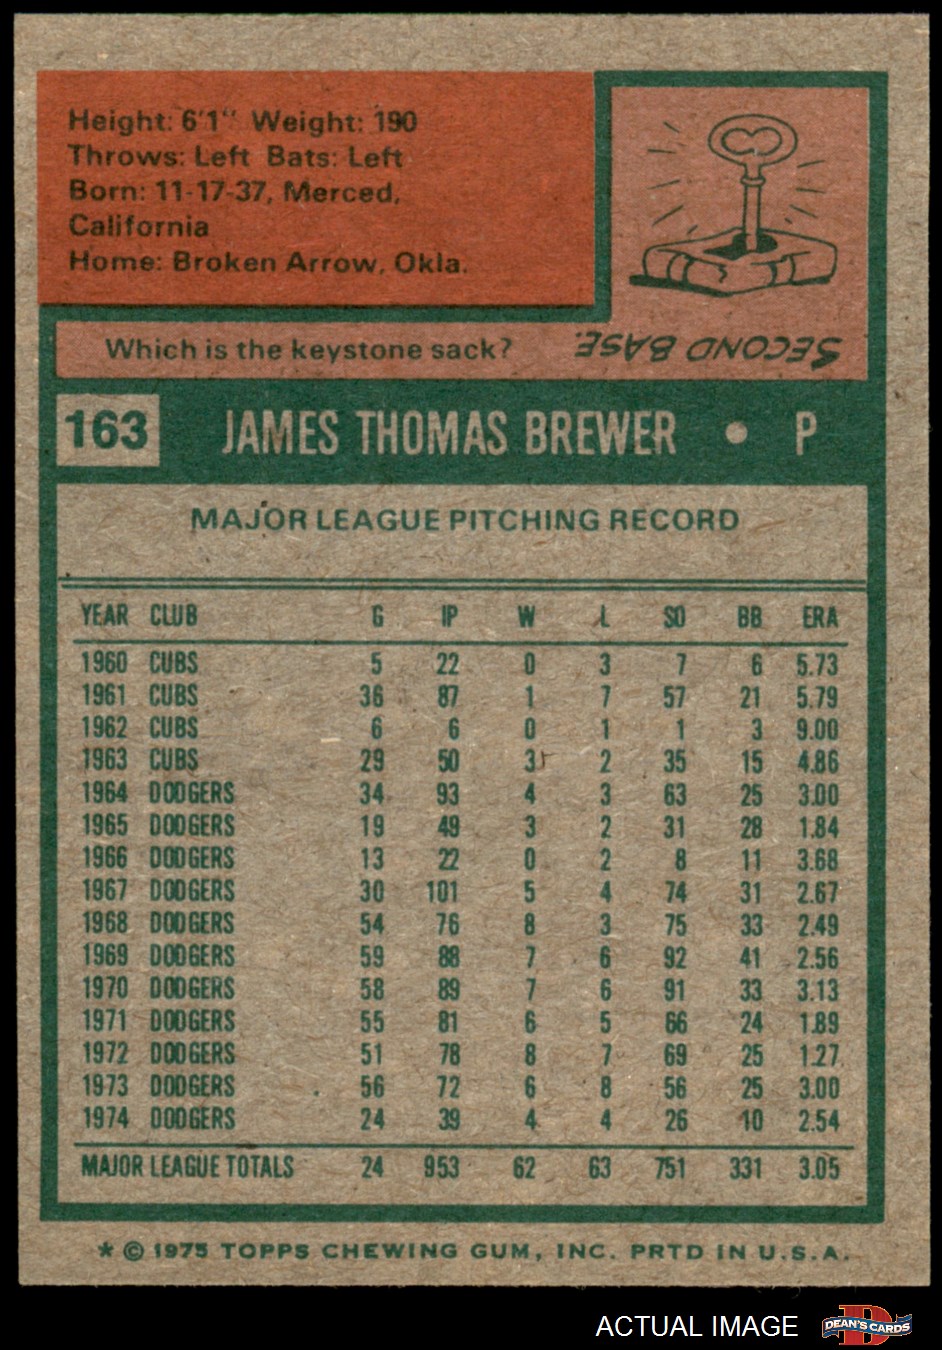 Height: 6'1" Weight: 190
Throws: Left Bats: Left
Born: 11-17-37, Merced,
California
Home: Broken Arrow, Okla.
Which is the keystone sack?
SECOND BASE.
163 JAMES THOMAS BREWER • P
MAJOR LEAGUE PITCHING RECORD
YEAR CLUB G IP W L SO BB ERA
1960 CUBS 5 22 0 3 7 6 5.73
1961 CUBS 36 87 1 7 57 21 5.79
1962 CUBS 6 6 0 1 1 3 9.00
1963 CUBS 29 50 3 2 35 15 4.86
1964 DODGERS 34 93 4 3 63 25 3.00
1965 DODGERS 19 49 3 2 31 28 1.84
1966 DODGERS 13 22 0 2 8 11 3.68
1967 DODGERS 30 101 5 4 74 31 2.67
1968 DODGERS 54 76 8 3 75 33 2.49
1969 DODGERS 59 88 7 6 92 41 2.56
1970 DODGERS 58 89 7 6 91 33 3.13
1971 DODGERS 55 81 6 5 66 24 1.89
1972 DODGERS 51 78 8 7 69 25 1.27
1973 DODGERS 56 72 6 8 56 25 3.00
1974 DODGERS 24 39 4 4 26 10 2.54
MAJOR LEAGUE TOTALS 24 953 62 63 751 331 3.05
* © 1975 TOPPS CHEWING GUM, INC. PRTD IN U.S.A.
ACTUAL IMAGE
D
DEAN'S CARDS